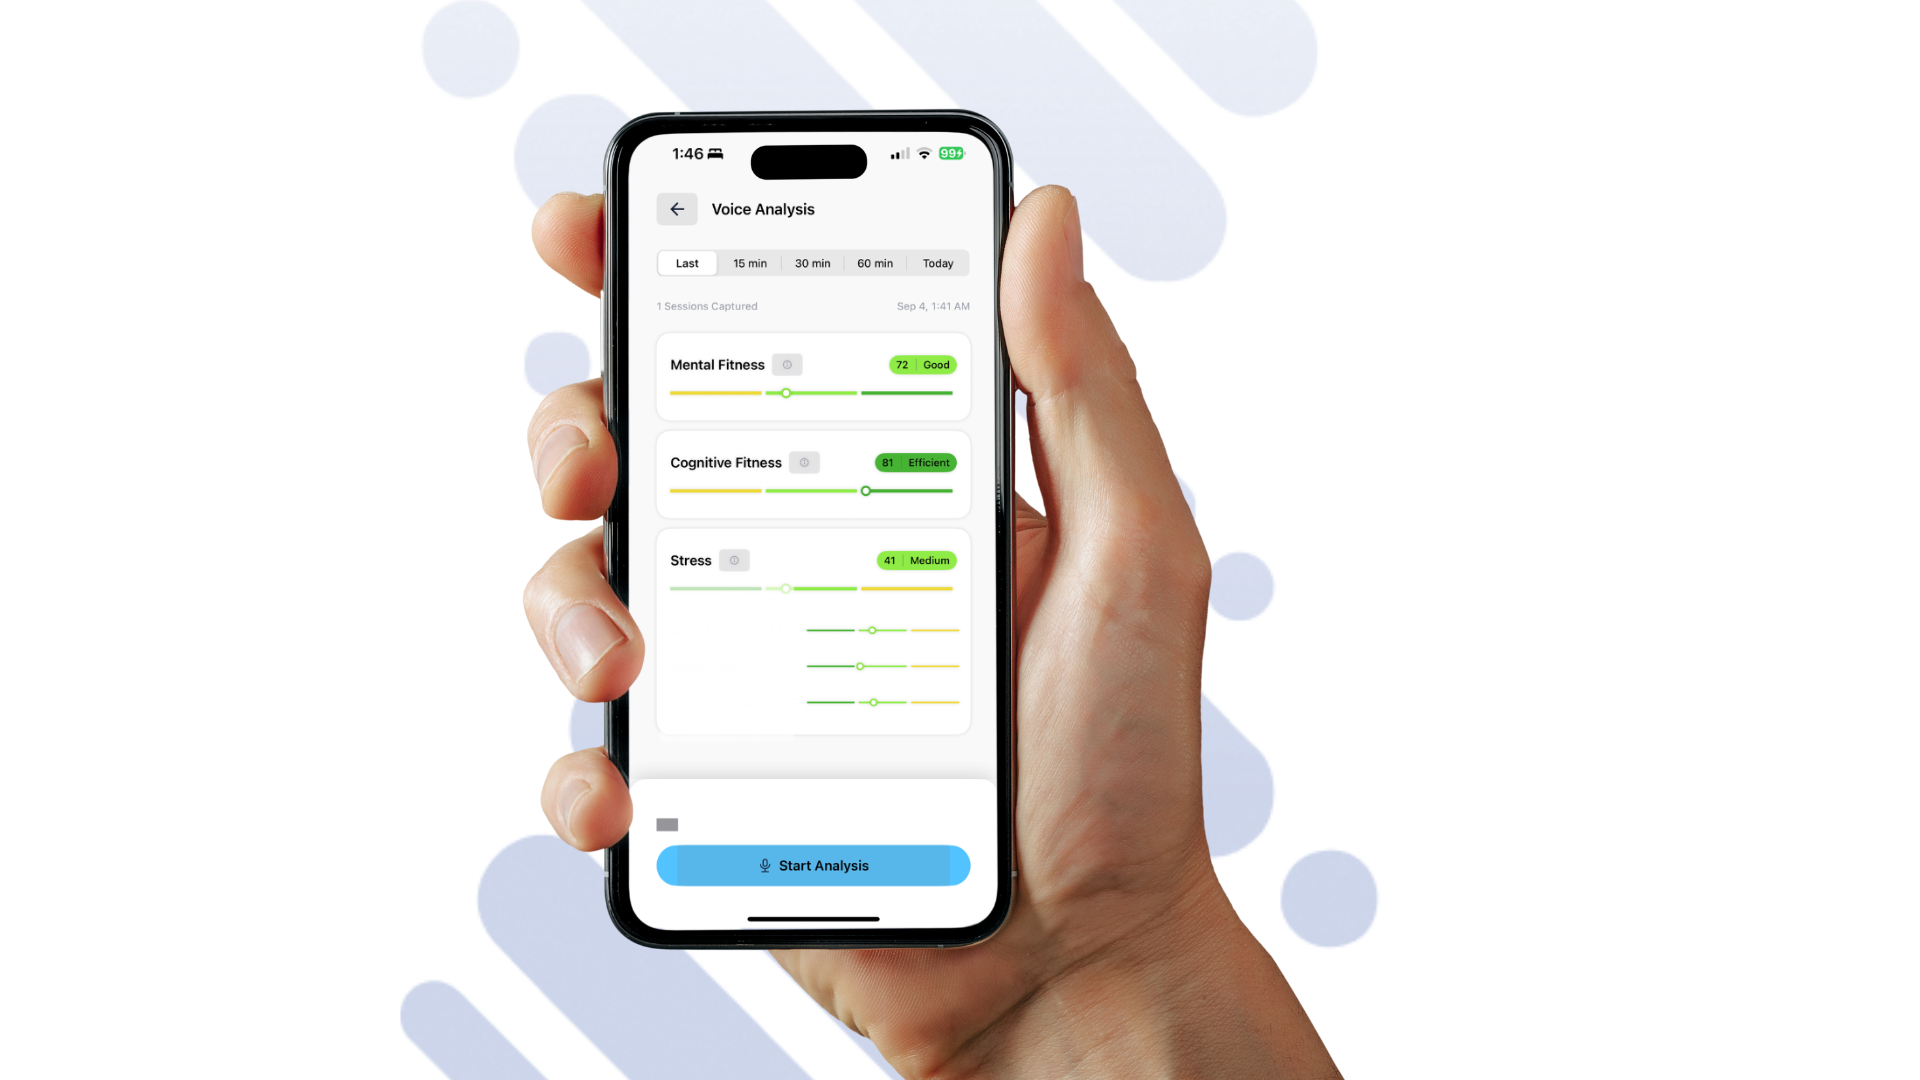 1:46 99
Voice Analysis
Last 15 min 30 min 60 min Today
1 Sessions Captured Sep 4, 1:41 AM
Mental Fitness 72 Good
Cognitive Fitness 81 Efficient
Stress 41 Medium
Start Analysis